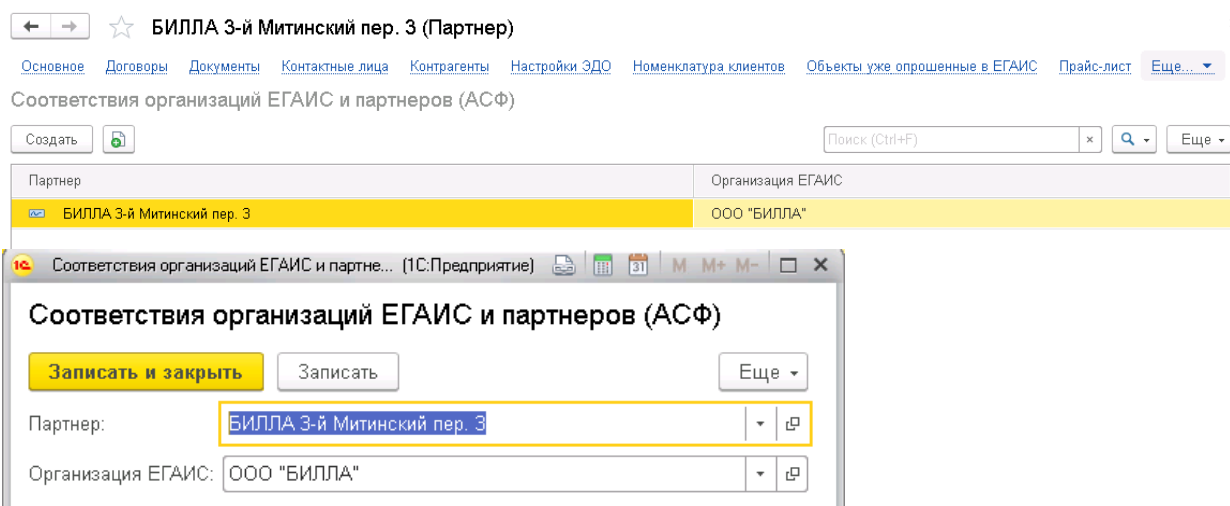 БИЛЛА 3-й Митинский пер. 3 (Партнер)
Основное Договоры Документы Контактные лица Контрагенты Настройки ЭДО Номенклатура клиентов Объекты уже опрошенные в ЕГАИС Прайс-лист Еще...
Соответствия организаций ЕГАИС и партнеров (АСФ)
Создать Поиск (Ctrl+F) × Еще
Партнер Организация ЕГАИС
БИЛЛА 3-й Митинский пер. 3 ООО "БИЛЛА"
1С Соответствия организаций ЕГАИС и партне... (1С:Предприятие) 31 M M+ M-
Соответствия организаций ЕГАИС и партнеров (АСФ)
Записать и закрыть Записать Еще
Партнер: БИЛЛА 3-й Митинский пер. 3
Организация ЕГАИС: ООО "БИЛЛА"